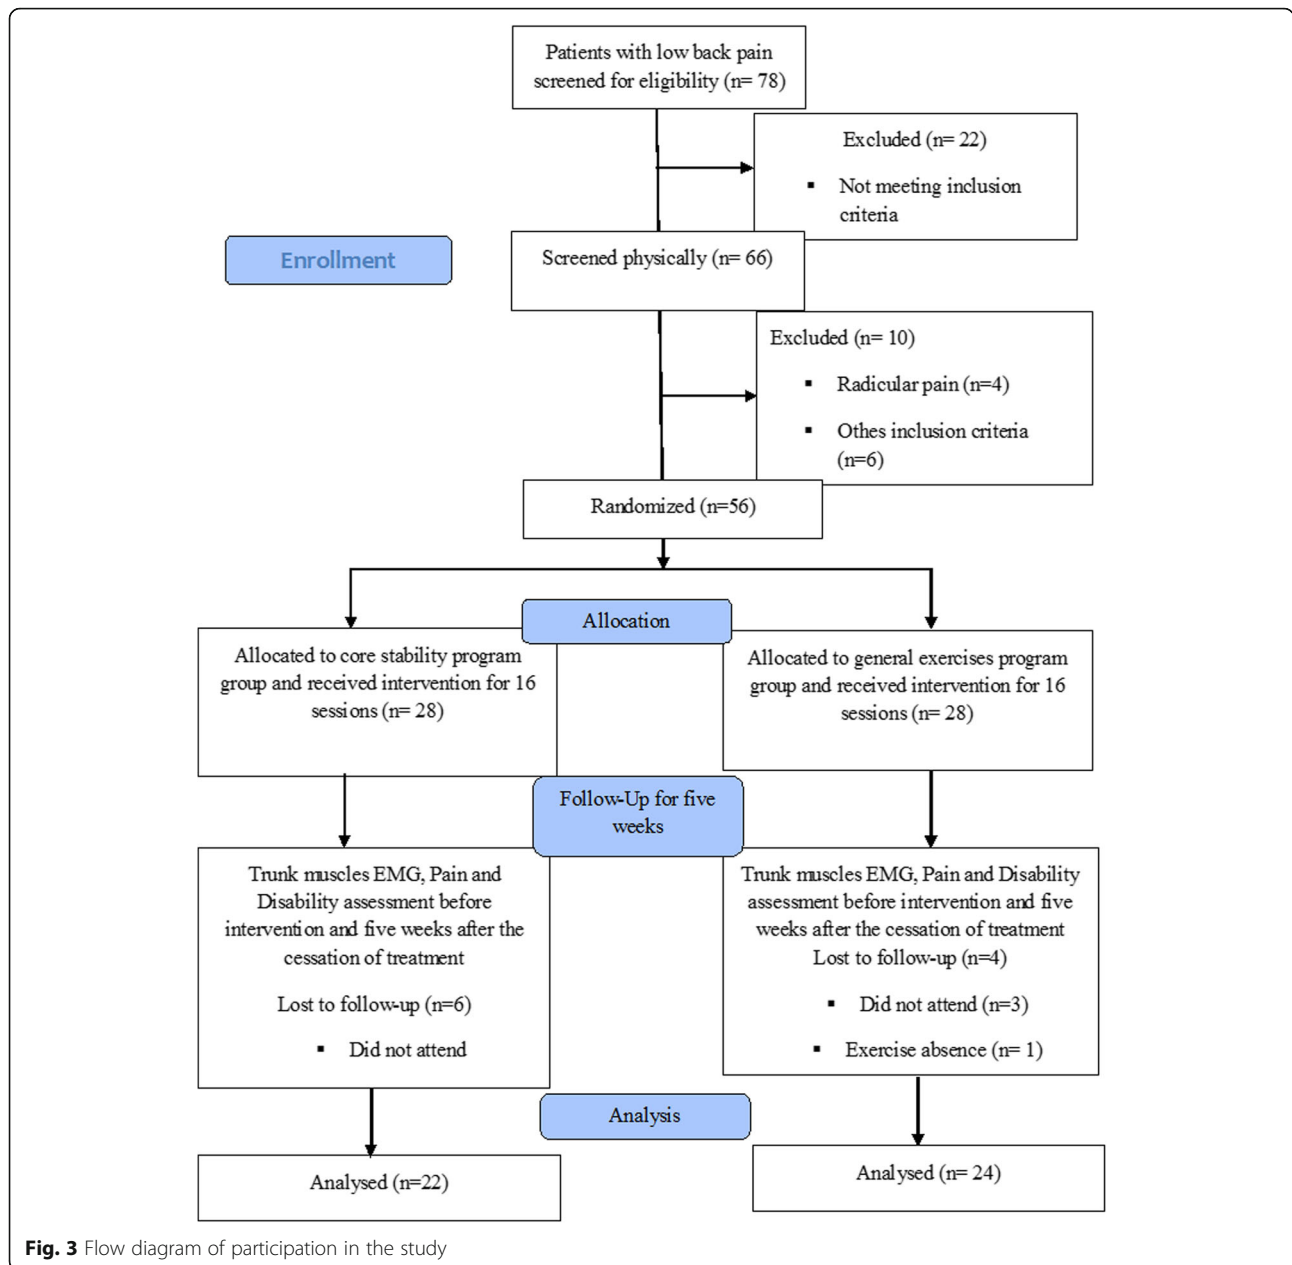 Patients with low back pain
screened for eligibility (n= 78)
Excluded (n= 22)
▪ Not meeting inclusion
criteria
Enrollment
Screened physically (n= 66)
Excluded (n= 10)
▪ Radicular pain (n=4)
▪ Othes inclusion criteria
(n=6)
Randomized (n=56)
Allocation
Allocated to core stability program
group and received intervention for 16
sessions (n= 28)
Allocated to general exercises program
group and received intervention for 16
sessions (n= 28)
Follow-Up for five
weeks
Trunk muscles EMG, Pain and
Disability assessment before
intervention and five weeks after the
cessation of treatment
Lost to follow-up (n=6)
▪ Did not attend
Trunk muscles EMG, Pain and Disability
assessment before intervention and five
weeks after the cessation of treatment
Lost to follow-up (n=4)
▪ Did not attend (n=3)
▪ Exercise absence (n= 1)
Analysis
Analysed (n=22)
Analysed (n= 24)
Fig. 3 Flow diagram of participation in the study